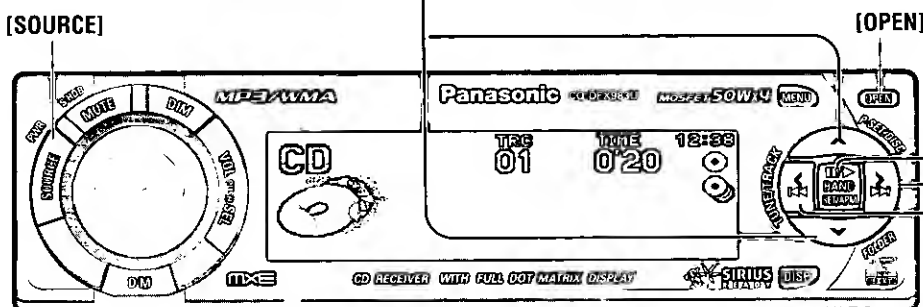 [SOURCE]
[OPEN]
MP3/WMA
Panasonic
MOSFET 50W×4
MENU
OPEN
PWR
SOURCE
MUTE
DIM
VOL
SEL
CD
TRC
01
TIME
0'20
12:38
P·SET/DISC
TUNE/TRACK
BAND
FOLDER
DM
CD RECEIVER WITH FULL DOT MATRIX DISPLAY
SIRIUS
READY
DISP